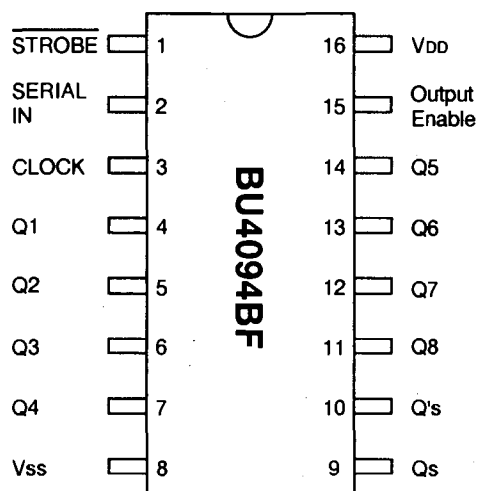 STROBE 1 16 VDD
SERIAL IN 2 15 Output Enable
CLOCK 3 14 Q5
Q1 4 13 Q6
Q2 5 12 Q7
Q3 6 11 Q8
Q4 7 10 Q's
Vss 8 9 Qs
BU4094BF